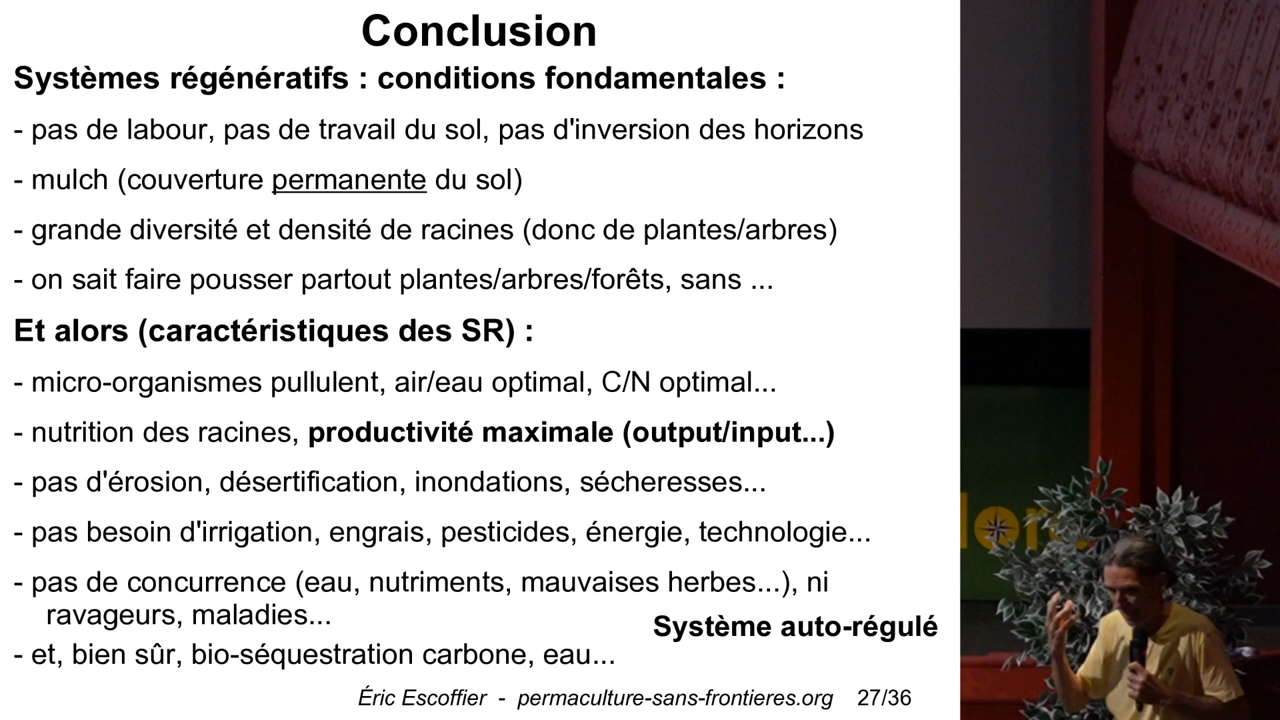 Conclusion
Systèmes régénératifs : conditions fondamentales :
- pas de labour, pas de travail du sol, pas d'inversion des horizons
- mulch (couverture permanente du sol)
- grande diversité et densité de racines (donc de plantes/arbres)
- on sait faire pousser partout plantes/arbres/forêts, sans ...
Et alors (caractéristiques des SR) :
- micro-organismes pullulent, air/eau optimal, C/N optimal...
- nutrition des racines, productivité maximale (output/input...)
- pas d'érosion, désertification, inondations, sécheresses...
- pas besoin d'irrigation, engrais, pesticides, énergie, technologie...
- pas de concurrence (eau, nutriments, mauvaises herbes...), ni
ravageurs, maladies...
Système auto-régulé
- et, bien sûr, bio-séquestration carbone, eau...
Éric Escoffier - permaculture-sans-frontieres.org 27/36